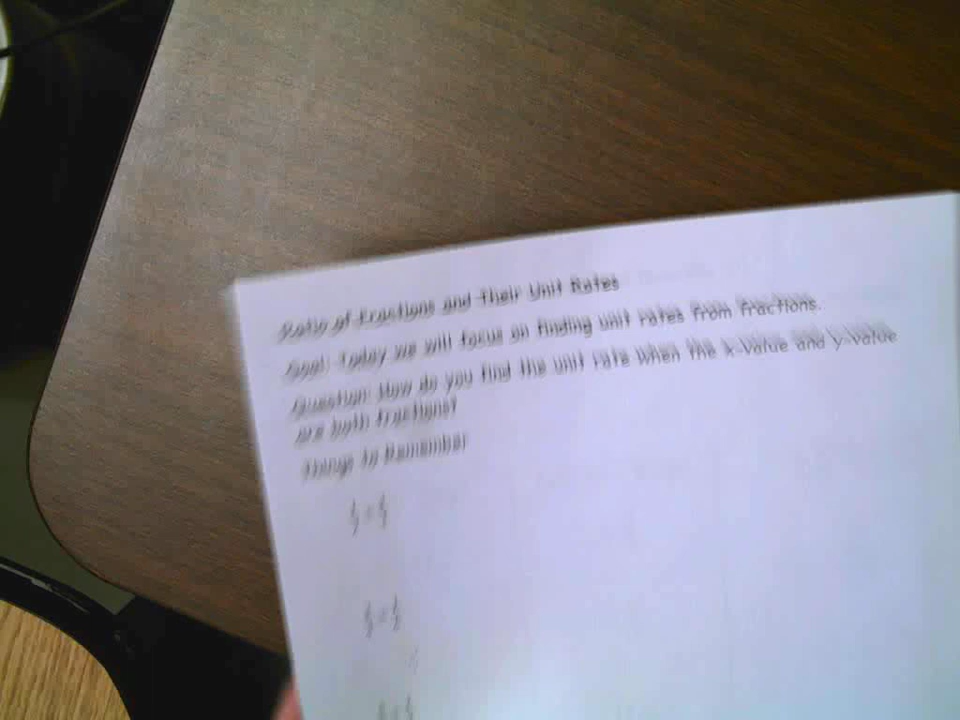 Ratio of Fractions and Their Unit Rates
Goal: Today we will focus on finding unit rates from fractions.
Question: How do you find the unit rate when the x-value and y-value
are both fractions?
Things to Remember